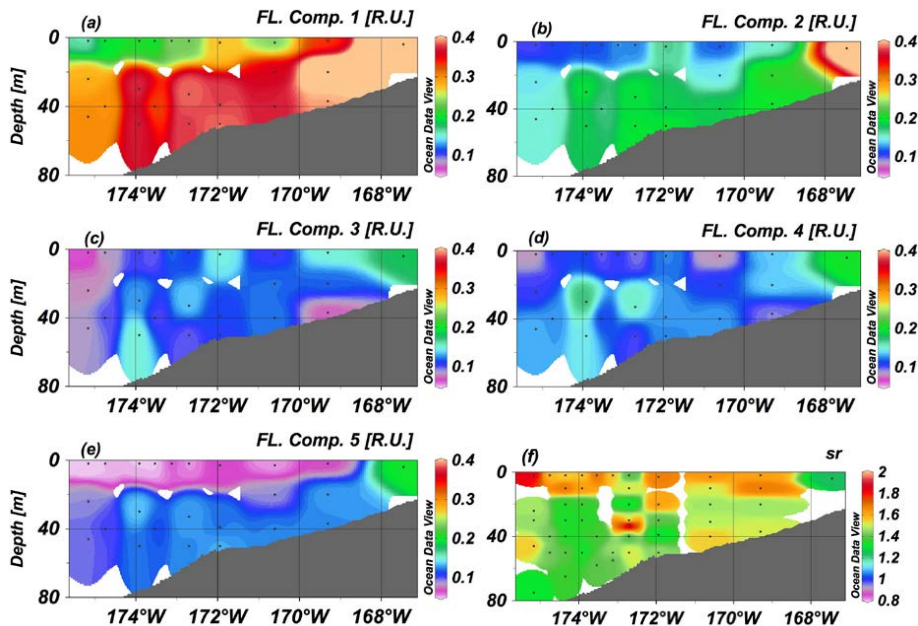 (a) FL. Comp. 1 [R.U.]
Depth [m]
0
40
80
174°W 172°W 170°W 168°W
0.4
0.3
0.2
0.1
Ocean Data View
(b) FL. Comp. 2 [R.U.]
0
40
80
174°W 172°W 170°W 168°W
0.4
0.3
0.2
0.1
Ocean Data View
(c) FL. Comp. 3 [R.U.]
Depth [m]
0
40
80
174°W 172°W 170°W 168°W
0.4
0.3
0.2
0.1
Ocean Data View
(d) FL. Comp. 4 [R.U.]
0
40
80
174°W 172°W 170°W 168°W
0.4
0.3
0.2
0.1
Ocean Data View
(e) FL. Comp. 5 [R.U.]
Depth [m]
0
40
80
174°W 172°W 170°W 168°W
0.4
0.3
0.2
0.1
Ocean Data View
(f) sr
0
40
80
174°W 172°W 170°W 168°W
2
1.8
1.6
1.4
1.2
1
0.8
Ocean Data View